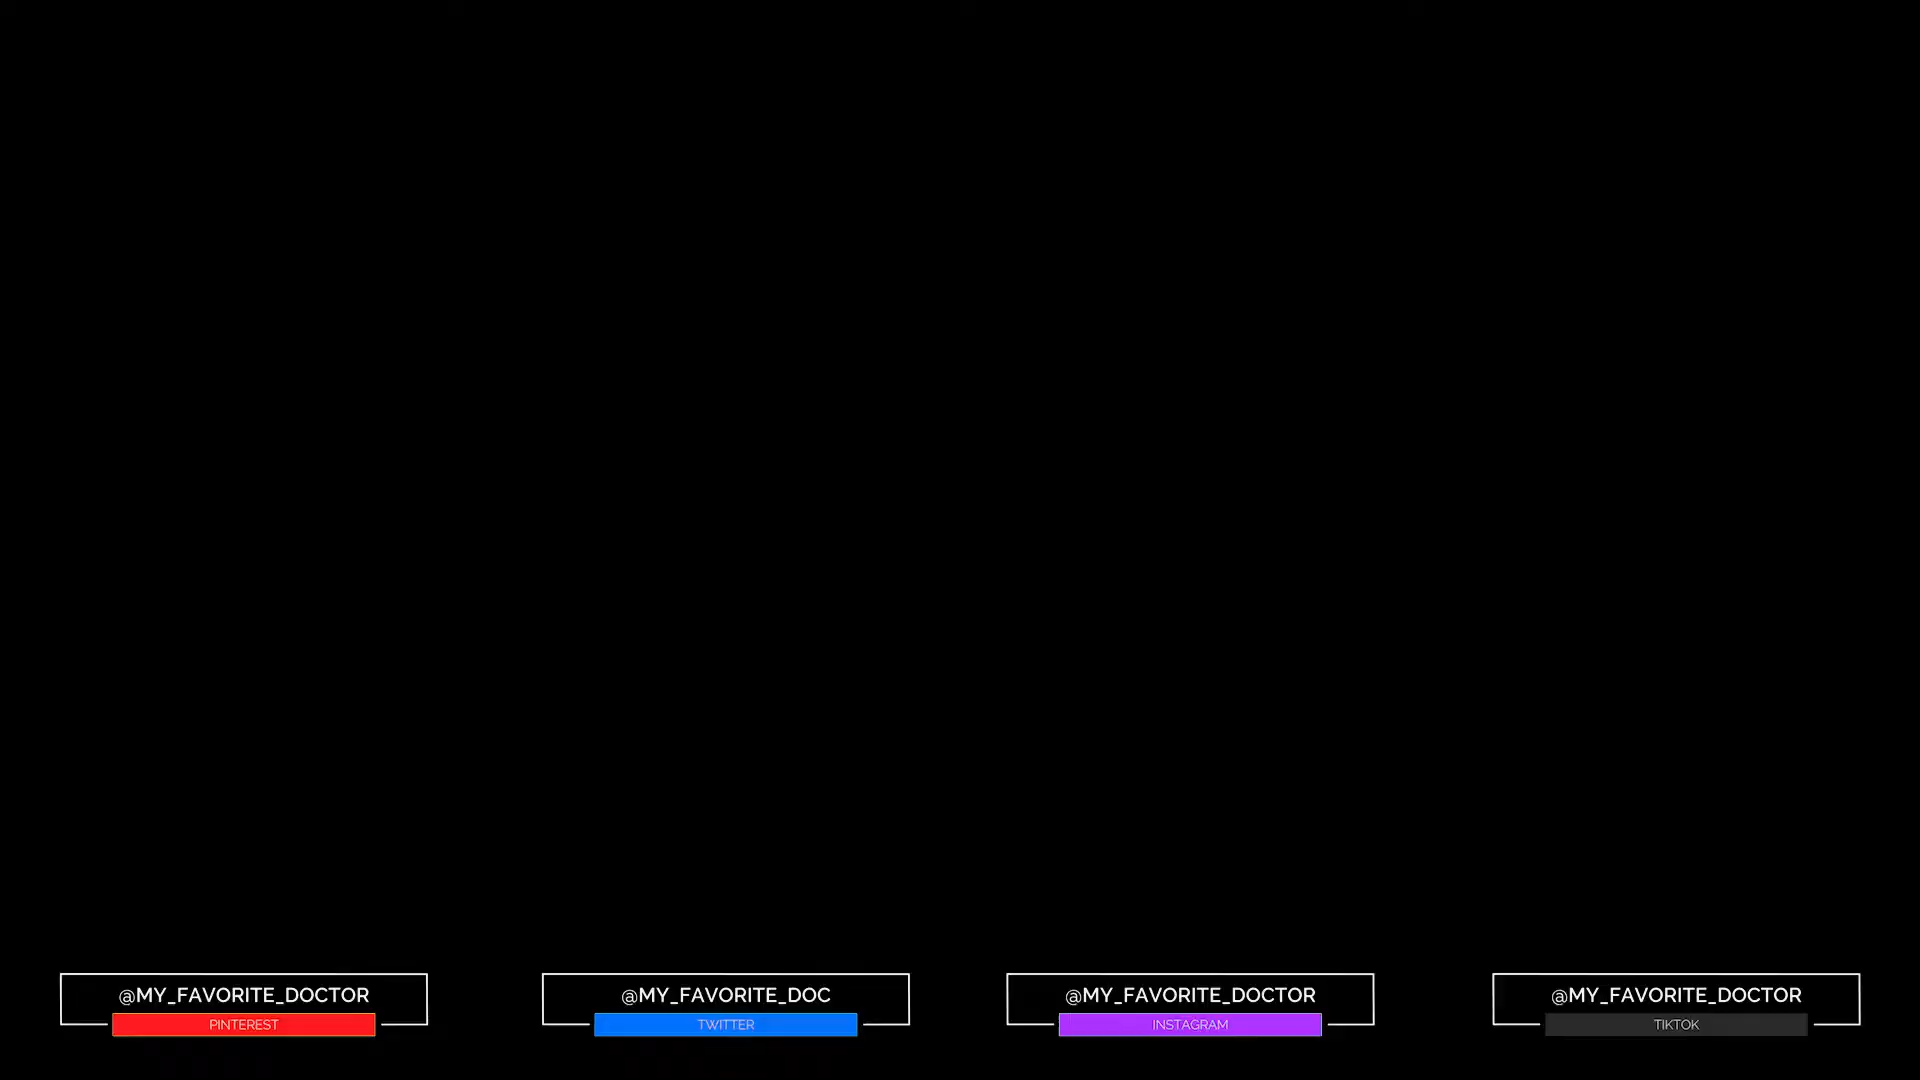 @MY_FAVORITE_DOCTOR
PINTEREST
@MY_FAVORITE_DOC
TWITTER
@MY_FAVORITE_DOCTOR
INSTAGRAM
@MY_FAVORITE_DOCTOR
TIKTOK